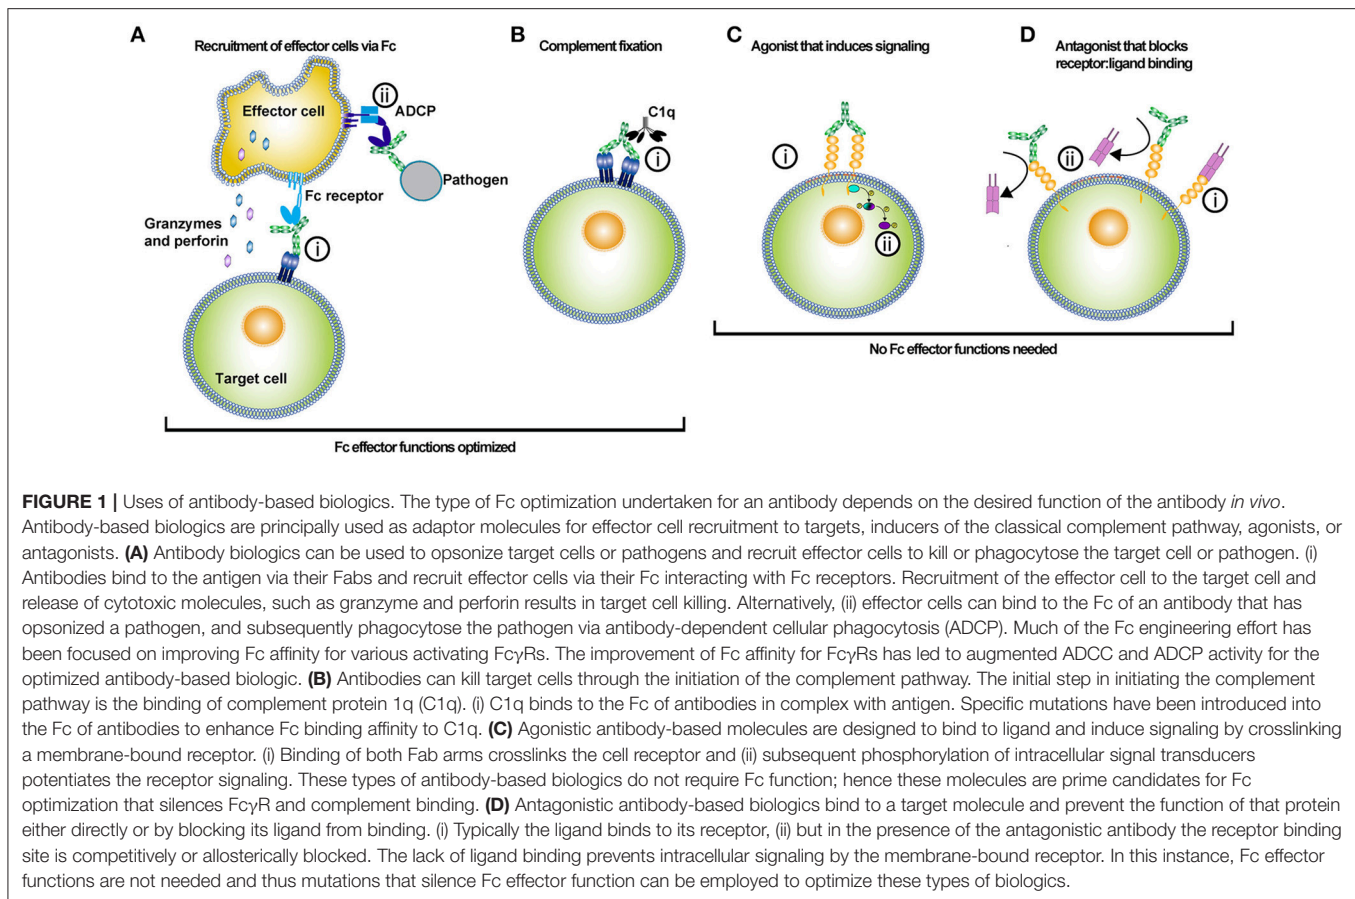 A
Recruitment of effector cells via Fc
B
Complement fixation
C
Agonist that induces signaling
D
Antagonist that blocks
receptor:ligand binding
Effector cell
ii
ADCP
Pathogen
Fc receptor
Granzymes
and perforin
i
Target cell
C1q
i
i
P
P
P
ii
ii
i
Fc effector functions optimized
No Fc effector functions needed
FIGURE 1 | Uses of antibody-based biologics. The type of Fc optimization undertaken for an antibody depends on the desired function of the antibody in vivo.
Antibody-based biologics are principally used as adaptor molecules for effector cell recruitment to targets, inducers of the classical complement pathway, agonists, or
antagonists. (A) Antibody biologics can be used to opsonize target cells or pathogens and recruit effector cells to kill or phagocytose the target cell or pathogen. (i)
Antibodies bind to the antigen via their Fabs and recruit effector cells via their Fc interacting with Fc receptors. Recruitment of the effector cell to the target cell and
release of cytotoxic molecules, such as granzyme and perforin results in target cell killing. Alternatively, (ii) effector cells can bind to the Fc of an antibody that has
opsonized a pathogen, and subsequently phagocytose the pathogen via antibody-dependent cellular phagocytosis (ADCP). Much of the Fc engineering effort has
been focused on improving Fc affinity for various activating FcγRs. The improvement of Fc affinity for FcγRs has led to augmented ADCC and ADCP activity for the
optimized antibody-based biologic. (B) Antibodies can kill target cells through the initiation of the complement pathway. The initial step in initiating the complement
pathway is the binding of complement protein 1q (C1q). (i) C1q binds to the Fc of antibodies in complex with antigen. Specific mutations have been introduced into
the Fc of antibodies to enhance Fc binding affinity to C1q. (C) Agonistic antibody-based molecules are designed to bind to ligand and induce signaling by crosslinking
a membrane-bound receptor. (i) Binding of both Fab arms crosslinks the cell receptor and (ii) subsequent phosphorylation of intracellular signal transducers
potentiates the receptor signaling. These types of antibody-based biologics do not require Fc function; hence these molecules are prime candidates for Fc
optimization that silences FcγR and complement binding. (D) Antagonistic antibody-based biologics bind to a target molecule and prevent the function of that protein
either directly or by blocking its ligand from binding. (i) Typically the ligand binds to its receptor, (ii) but in the presence of the antagonistic antibody the receptor binding
site is competitively or allosterically blocked. The lack of ligand binding prevents intracellular signaling by the membrane-bound receptor. In this instance, Fc effector
functions are not needed and thus mutations that silence Fc effector function can be employed to optimize these types of biologics.